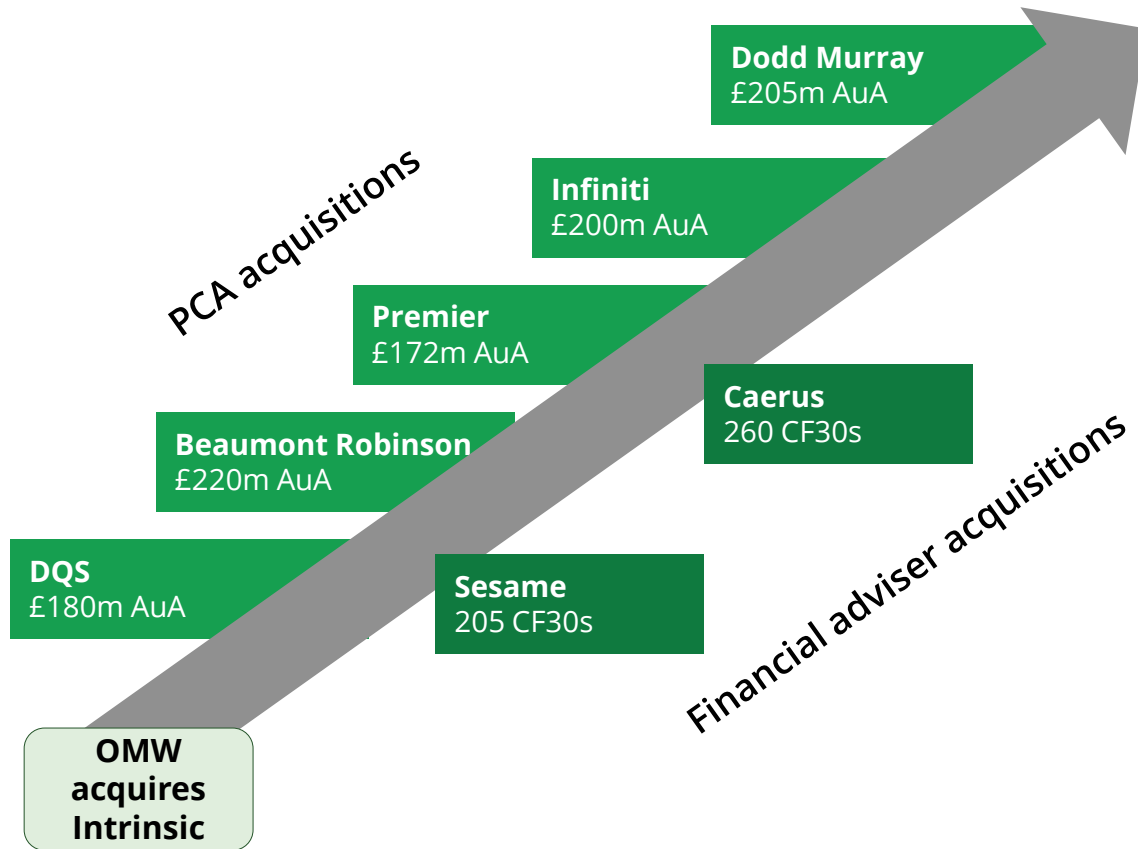 Dodd Murray
£205m AuA
Infiniti
£200m AuA
PCA acquisitions
Premier
£172m AuA
Caerus
260 CF30s
Beaumont Robinson
£220m AuA
Financial adviser acquisitions
DQS
£180m AuA
Sesame
205 CF30s
OMW
acquires
Intrinsic